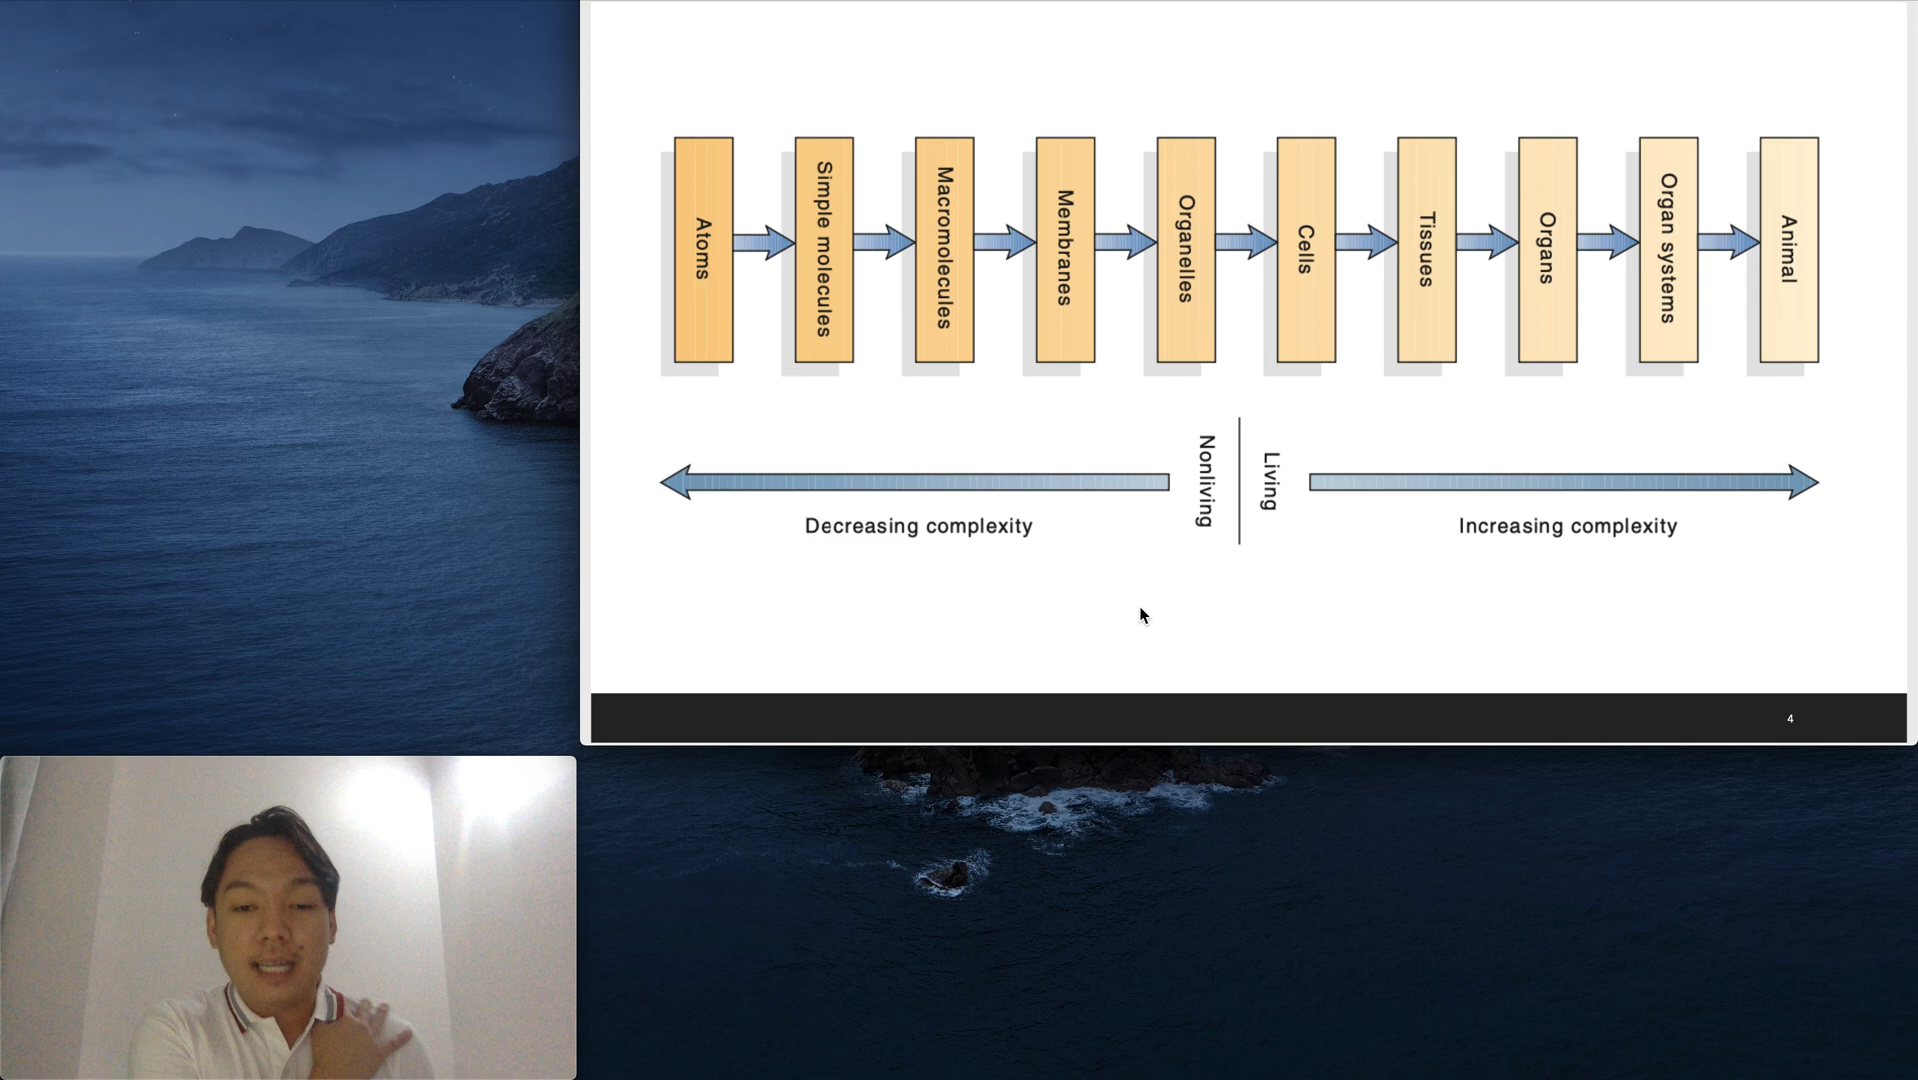 Atoms
Simple molecules
Macromolecules
Membranes
Organelles
Cells
Tissues
Organs
Organ systems
Animal
Nonliving
Living
Decreasing complexity
Increasing complexity
4